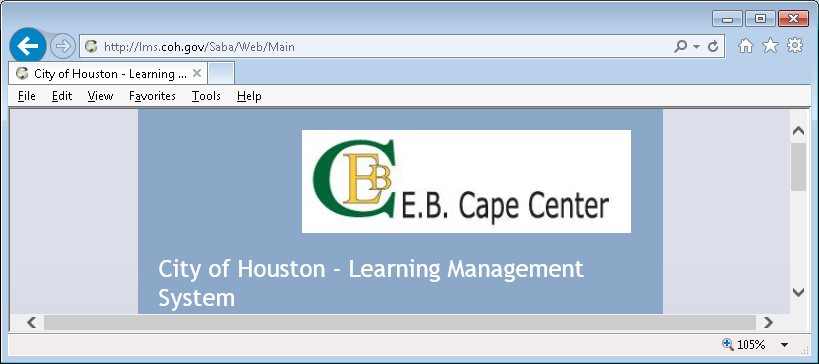 http://lms.coh.gov/Saba/Web/Main
City of Houston - Learning ...
File Edit View Favorites Tools Help
CEB E.B. Cape Center
City of Houston - Learning Management
System
105%